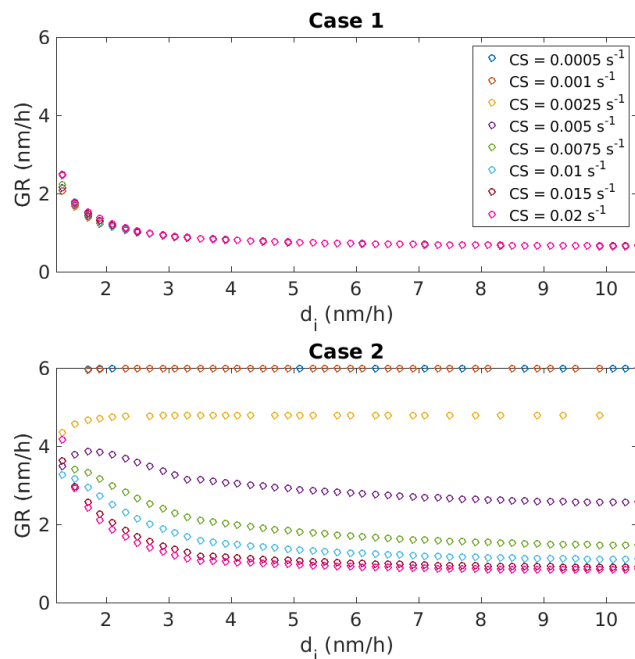 Case 1
6
4
2
0
GR (nm/h)
CS = 0.0005 s⁻¹
CS = 0.001 s⁻¹
CS = 0.0025 s⁻¹
CS = 0.005 s⁻¹
CS = 0.0075 s⁻¹
CS = 0.01 s⁻¹
CS = 0.015 s⁻¹
CS = 0.02 s⁻¹
2 3 4 5 6 7 8 9 10
dᵢ (nm/h)
Case 2
6
4
2
0
GR (nm/h)
2 3 4 5 6 7 8 9 10
dᵢ (nm/h)